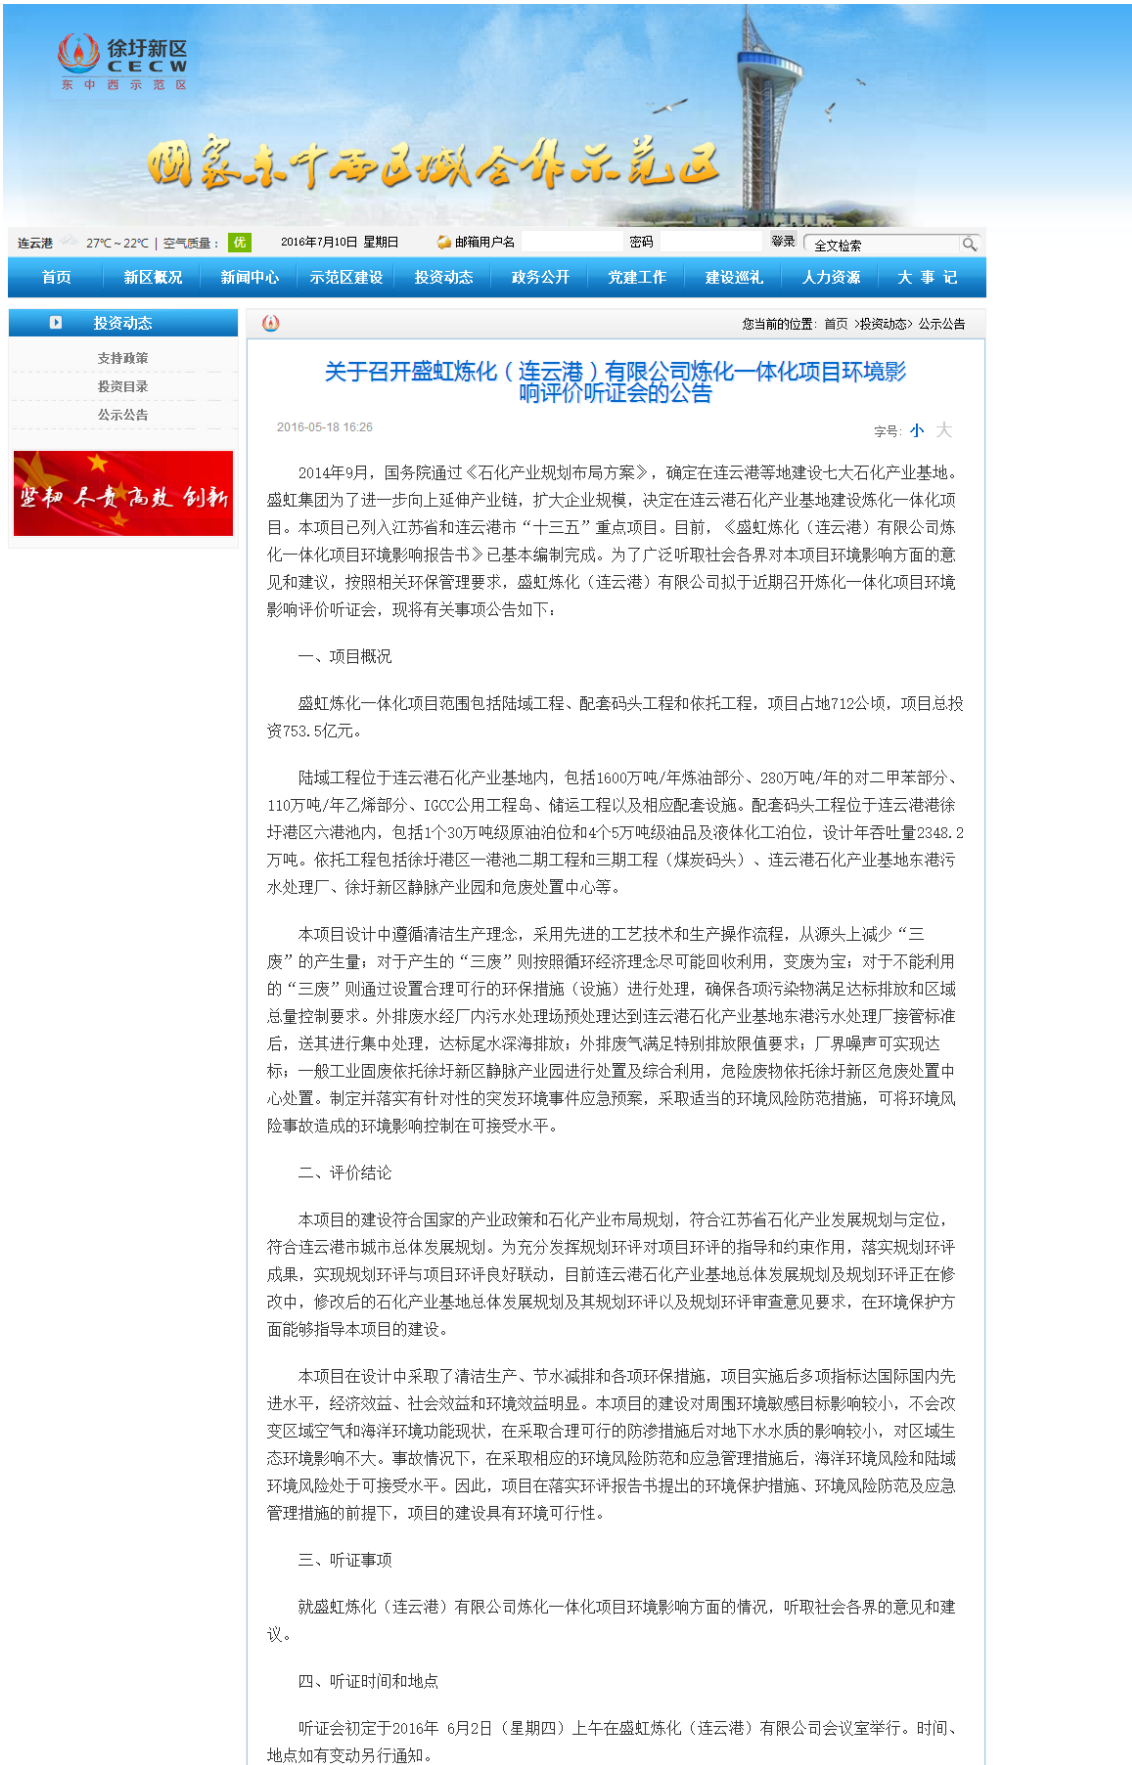 徐圩新区
CECW
东中西示范区
國家东中西区域合作示范区
连云港 27℃~22℃ | 空气质量： 优 2016年7月10日 星期日 邮箱用户名 密码 登录 全文检索
首页 新区概况 新闻中心 示范区建设 投资动态 政务公开 党建工作 建设巡礼 人力资源 大 事 记
投资动态
支持政策
投资目录
公示公告
坚韧 尽责 高效 创新
您当前的位置：首页 >投资动态> 公示公告
关于召开盛虹炼化（连云港）有限公司炼化一体化项目环境影
响评价听证会的公告
2016-05-18 16:26
字号：小 大
2014年9月，国务院通过《石化产业规划布局方案》，确定在连云港等地建设七大石化产业基地。
盛虹集团为了进一步向上延伸产业链，扩大企业规模，决定在连云港石化产业基地建设炼化一体化项
目。本项目已列入江苏省和连云港市“十三五”重点项目。目前，《盛虹炼化（连云港）有限公司炼
化一体化项目环境影响报告书》已基本编制完成。为了广泛听取社会各界对本项目环境影响方面的意
见和建议，按照相关环保管理要求，盛虹炼化（连云港）有限公司拟于近期召开炼化一体化项目环境
影响评价听证会，现将有关事项公告如下：
一、项目概况
盛虹炼化一体化项目范围包括陆域工程、配套码头工程和依托工程，项目占地712公顷，项目总投
资753.5亿元。
陆域工程位于连云港石化产业基地内，包括1600万吨/年炼油部分、280万吨/年的对二甲苯部分、
110万吨/年乙烯部分、IGCC公用工程岛、储运工程以及相应配套设施。配套码头工程位于连云港港徐
圩港区六港池内，包括1个30万吨级原油泊位和4个5万吨级油品及液体化工泊位，设计年吞吐量2348.2
万吨。依托工程包括徐圩港区一港池二期工程和三期工程（煤炭码头）、连云港石化产业基地东港污
水处理厂、徐圩新区静脉产业园和危废处置中心等。
本项目设计中遵循清洁生产理念，采用先进的工艺技术和生产操作流程，从源头上减少“三
废”的产生量；对于产生的“三废”则按照循环经济理念尽可能回收利用，变废为宝；对于不能利用
的“三废”则通过设置合理可行的环保措施（设施）进行处理，确保各项污染物满足达标排放和区域
总量控制要求。外排废水经厂内污水处理场预处理达到连云港石化产业基地东港污水处理厂接管标准
后，送其进行集中处理，达标尾水深海排放；外排废气满足特别排放限值要求；厂界噪声可实现达
标；一般工业固废依托徐圩新区静脉产业园进行处置及综合利用，危险废物依托徐圩新区危废处置中
心处置。制定并落实有针对性的突发环境事件应急预案，采取适当的环境风险防范措施，可将环境风
险事故造成的环境影响控制在可接受水平。
二、评价结论
本项目的建设符合国家的产业政策和石化产业布局规划，符合江苏省石化产业发展规划与定位，
符合连云港市城市总体发展规划。为充分发挥规划环评对项目环评的指导和约束作用，落实规划环评
成果，实现规划环评与项目环评良好联动，目前连云港石化产业基地总体发展规划及规划环评正在修
改中，修改后的石化产业基地总体发展规划及其规划环评以及规划环评审查意见要求，在环境保护方
面能够指导本项目的建设。
本项目在设计中采取了清洁生产、节水减排和各项环保措施，项目实施后多项指标达国际国内先
进水平，经济效益、社会效益和环境效益明显。本项目的建设对周围环境敏感目标影响较小，不会改
变区域空气和海洋环境功能现状，在采取合理可行的防渗措施后对地下水水质的影响较小，对区域生
态环境影响不大。事故情况下，在采取相应的环境风险防范和应急管理措施后，海洋环境风险和陆域
环境风险处于可接受水平。因此，项目在落实环评报告书提出的环境保护措施、环境风险防范及应急
管理措施的前提下，项目的建设具有环境可行性。
三、听证事项
就盛虹炼化（连云港）有限公司炼化一体化项目环境影响方面的情况，听取社会各界的意见和建
议。
四、听证时间和地点
听证会初定于2016年 6月2日（星期四）上午在盛虹炼化（连云港）有限公司会议室举行。时间、
地点如有变动另行通知。